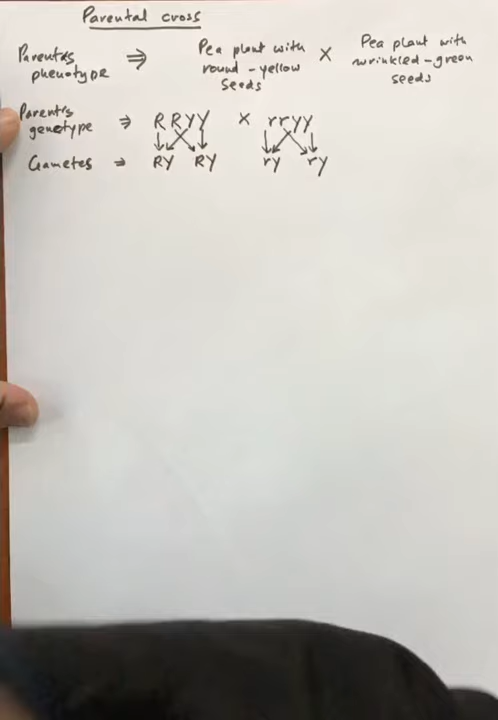 Parental cross
Parent's phenotype ⇒ Pea plant with round-yellow seeds × Pea plant with wrinkled-green seeds
Parent's genotype ⇒ RRYY × rryy
Gametes ⇒ RY RY ry ry